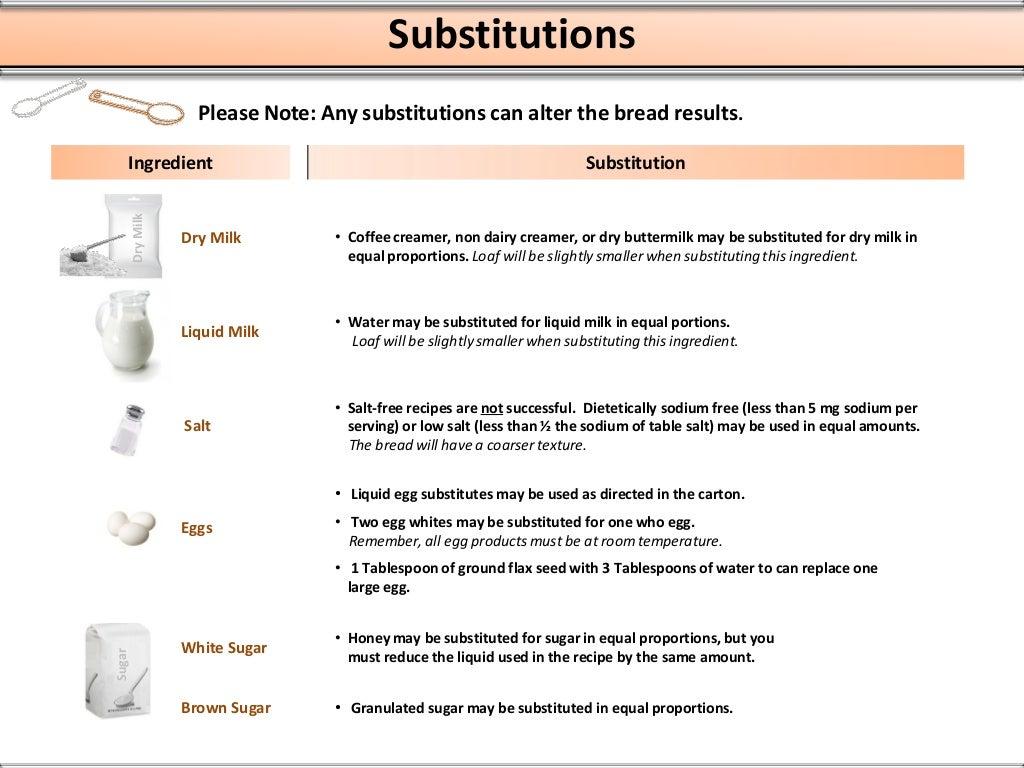 Substitutions
Please Note: Any substitutions can alter the bread results.
Ingredient
Substitution
Dry Milk
Dry Milk
• Coffee creamer, non dairy creamer, or dry buttermilk may be substituted for dry milk in
equal proportions. Loaf will be slightly smaller when substituting this ingredient.
Liquid Milk
• Water may be substituted for liquid milk in equal portions.
Loaf will be slightly smaller when substituting this ingredient.
Salt
• Salt-free recipes are not successful. Dietetically sodium free (less than 5 mg sodium per
serving) or low salt (less than ½ the sodium of table salt) may be used in equal amounts.
The bread will have a coarser texture.
Eggs
• Liquid egg substitutes may be used as directed in the carton.
• Two egg whites may be substituted for one who egg.
Remember, all egg products must be at room temperature.
• 1 Tablespoon of ground flax seed with 3 Tablespoons of water to can replace one
large egg.
Sugar
White Sugar
• Honey may be substituted for sugar in equal proportions, but you
must reduce the liquid used in the recipe by the same amount.
Brown Sugar
• Granulated sugar may be substituted in equal proportions.